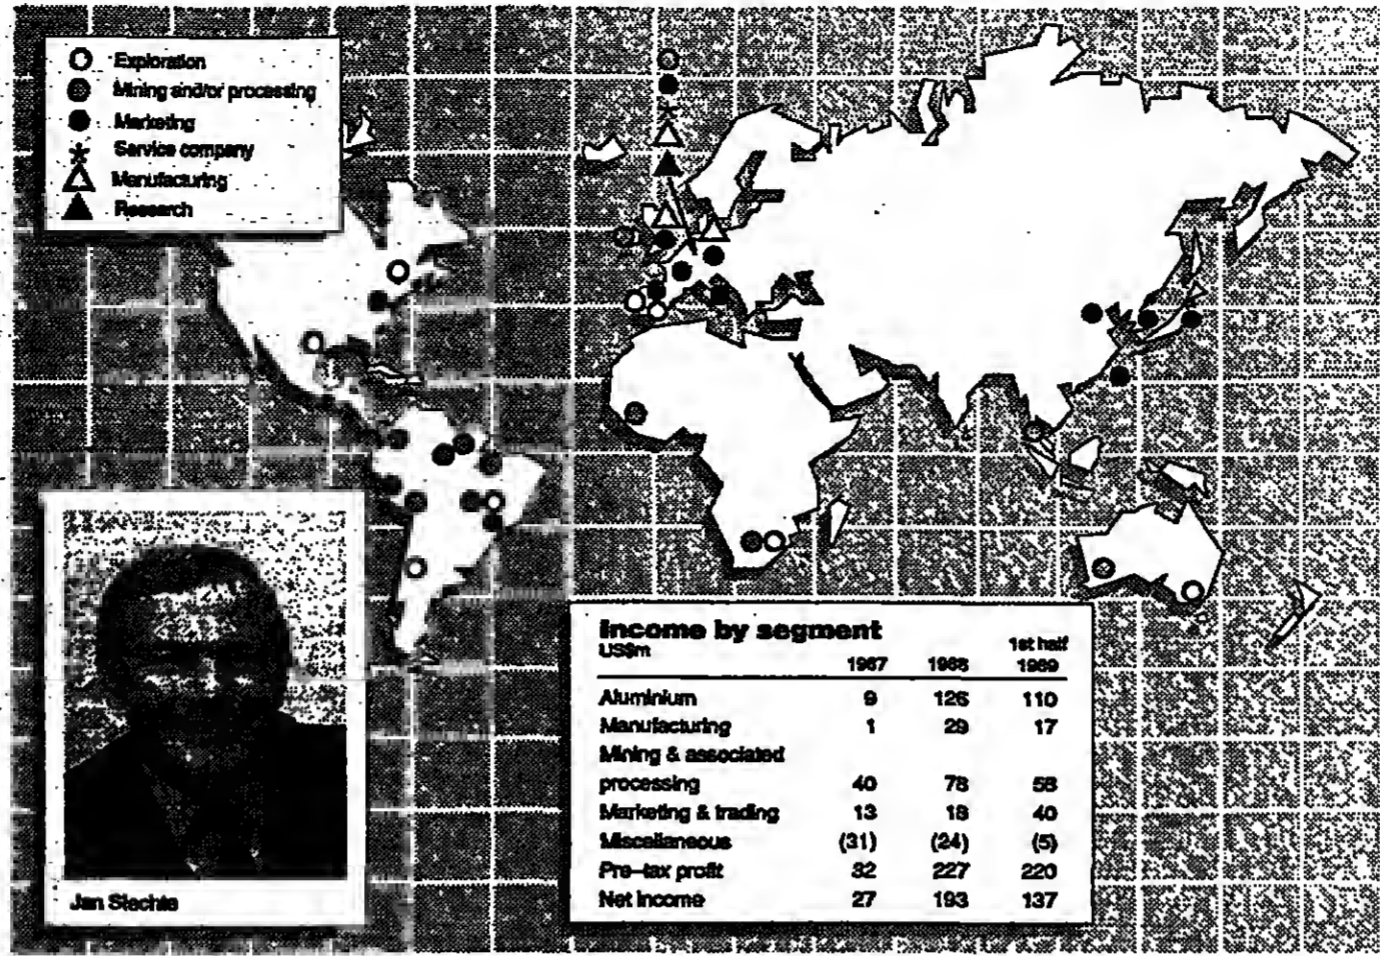 Exploration
Mining and/or processing
Marketing
Service company
Manufacturing
Research
Jan Slechte
Income by segment
US$m
1987 1988 1st half 1989
Aluminium 9 126 110
Manufacturing 1 29 17
Mining & associated
processing 40 78 58
Marketing & trading 13 18 40
Miscellaneous (31) (24) (5)
Pre-tax profit 32 227 220
Net income 27 193 137